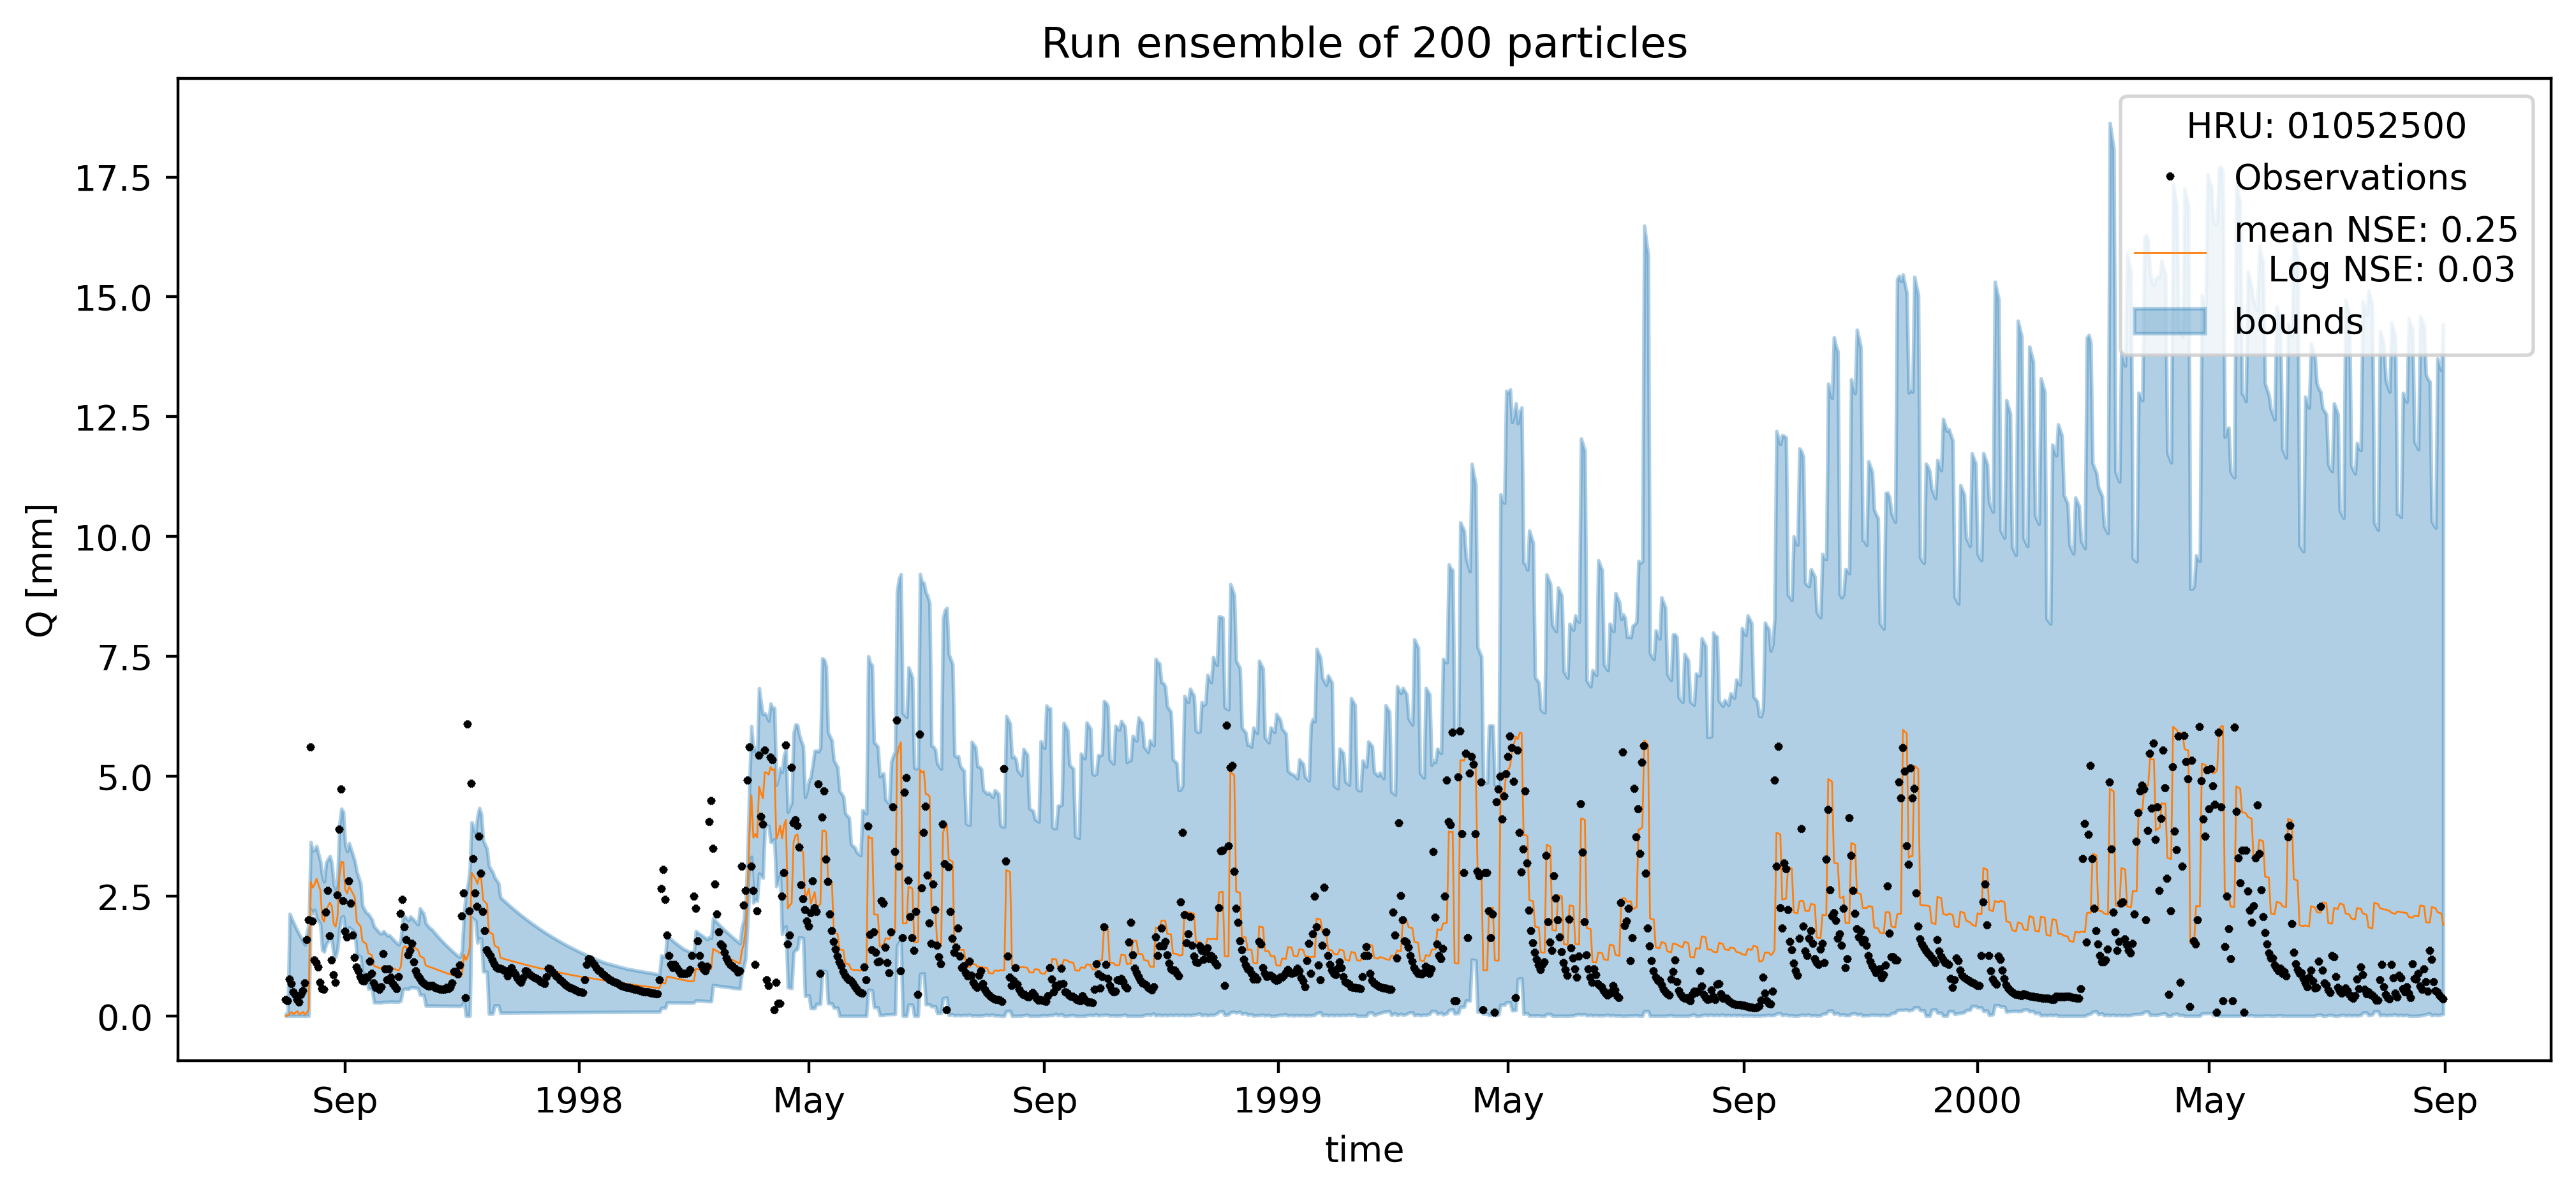 Run ensemble of 200 particles
HRU: 01052500
Observations
mean NSE: 0.25
Log NSE: 0.03
bounds
17.5
15.0
12.5
10.0
7.5
5.0
2.5
0.0
Q [mm]
Sep 1998 May Sep 1999 May Sep 2000 May Sep
time